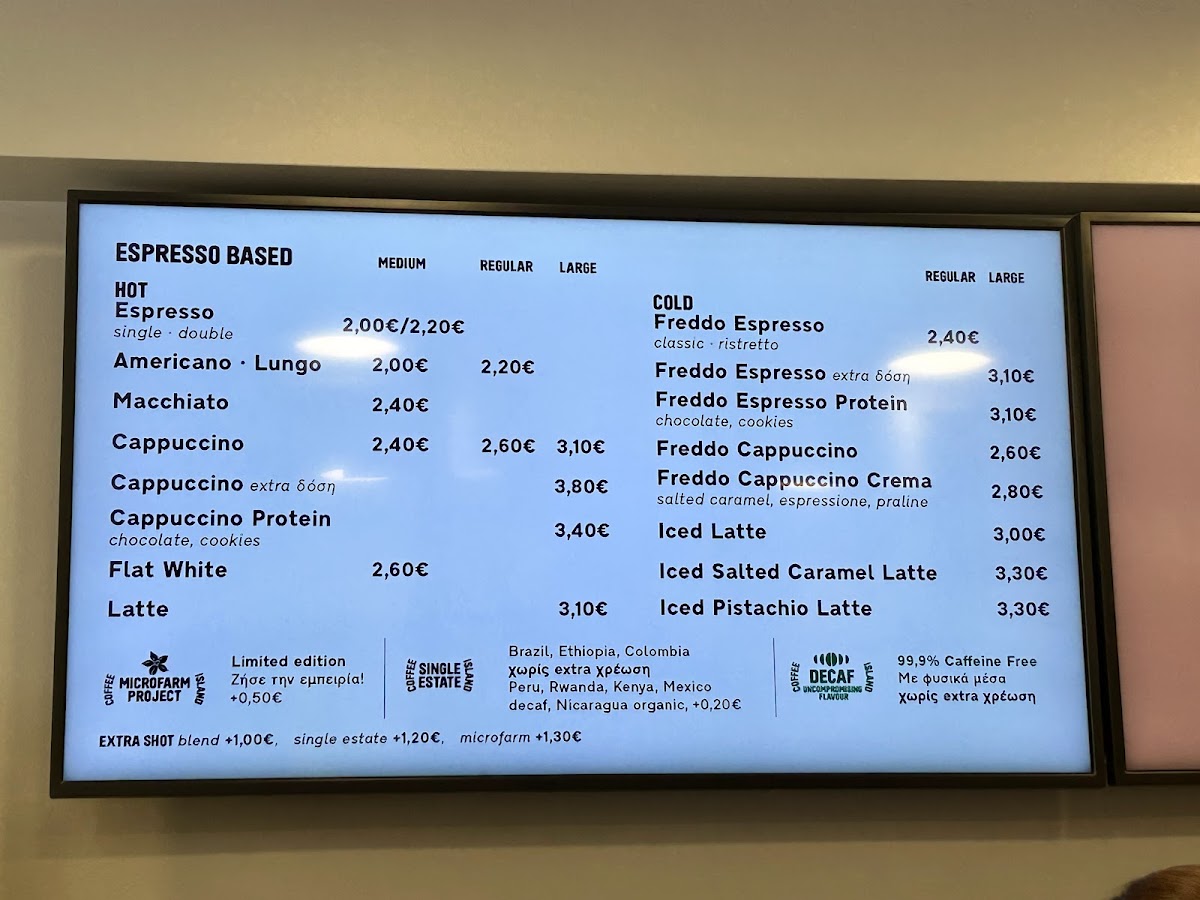 ESPRESSO BASED
MEDIUM REGULAR LARGE
HOT
Espresso
single · double 2,00€/2,20€
Americano · Lungo 2,00€ 2,20€
Macchiato 2,40€
Cappuccino 2,40€ 2,60€ 3,10€
Cappuccino extra δόση 3,80€
Cappuccino Protein 3,40€
chocolate, cookies
Flat White 2,60€
Latte 3,10€
REGULAR LARGE
COLD
Freddo Espresso 2,40€
classic · ristretto
Freddo Espresso extra δόση 3,10€
Freddo Espresso Protein 3,10€
chocolate, cookies
Freddo Cappuccino 2,60€
Freddo Cappuccino Crema 2,80€
salted caramel, espressione, praline
Iced Latte 3,00€
Iced Salted Caramel Latte 3,30€
Iced Pistachio Latte 3,30€
COFFEE ISLAND
MICROFARM
PROJECT
Limited edition
Ζήσε την εμπειρία!
+0,50€
COFFEE ISLAND
SINGLE
ESTATE
Brazil, Ethiopia, Colombia
χωρίς extra χρέωση
Peru, Rwanda, Kenya, Mexico
decaf, Nicaragua organic, +0,20€
COFFEE ISLAND
DECAF
UNCOMPROMISING
FLAVOUR
99,9% Caffeine Free
Με φυσικά μέσα
χωρίς extra χρέωση
EXTRA SHOT blend +1,00€, single estate +1,20€, microfarm +1,30€